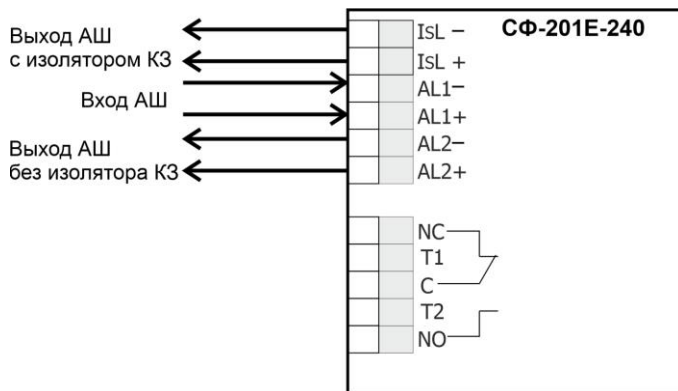 СФ-201Е-240
Выход АШ
с изолятором КЗ
Вход АШ
Выход АШ
без изолятора КЗ
IsL −
IsL +
AL1−
AL1+
AL2−
AL2+
NC
T1
C
T2
NO